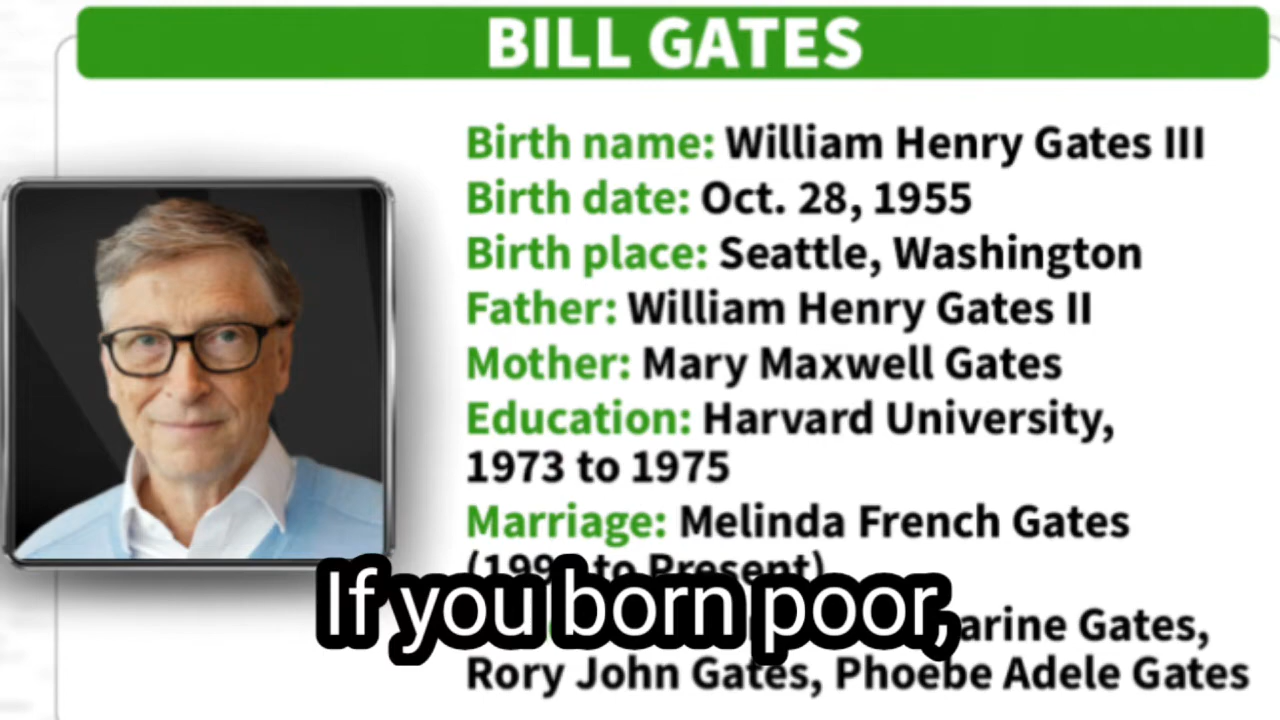 BILL GATES
Birth name: William Henry Gates III
Birth date: Oct. 28, 1955
Birth place: Seattle, Washington
Father: William Henry Gates II
Mother: Mary Maxwell Gates
Education: Harvard University,
1973 to 1975
Marriage: Melinda French Gates
to Present)
If you born poor,
Gates,
Rory John Gates, Phoebe Adele Gates